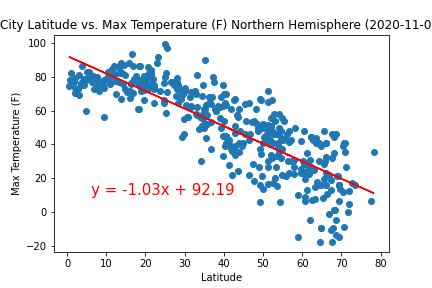 City Latitude vs. Max Temperature (F) Northern Hemisphere (2020-11-0
100
80
60
40
20
0
−20
Max Temperature (F)
y = -1.03x + 92.19
0 10 20 30 40 50 60 70 80
Latitude